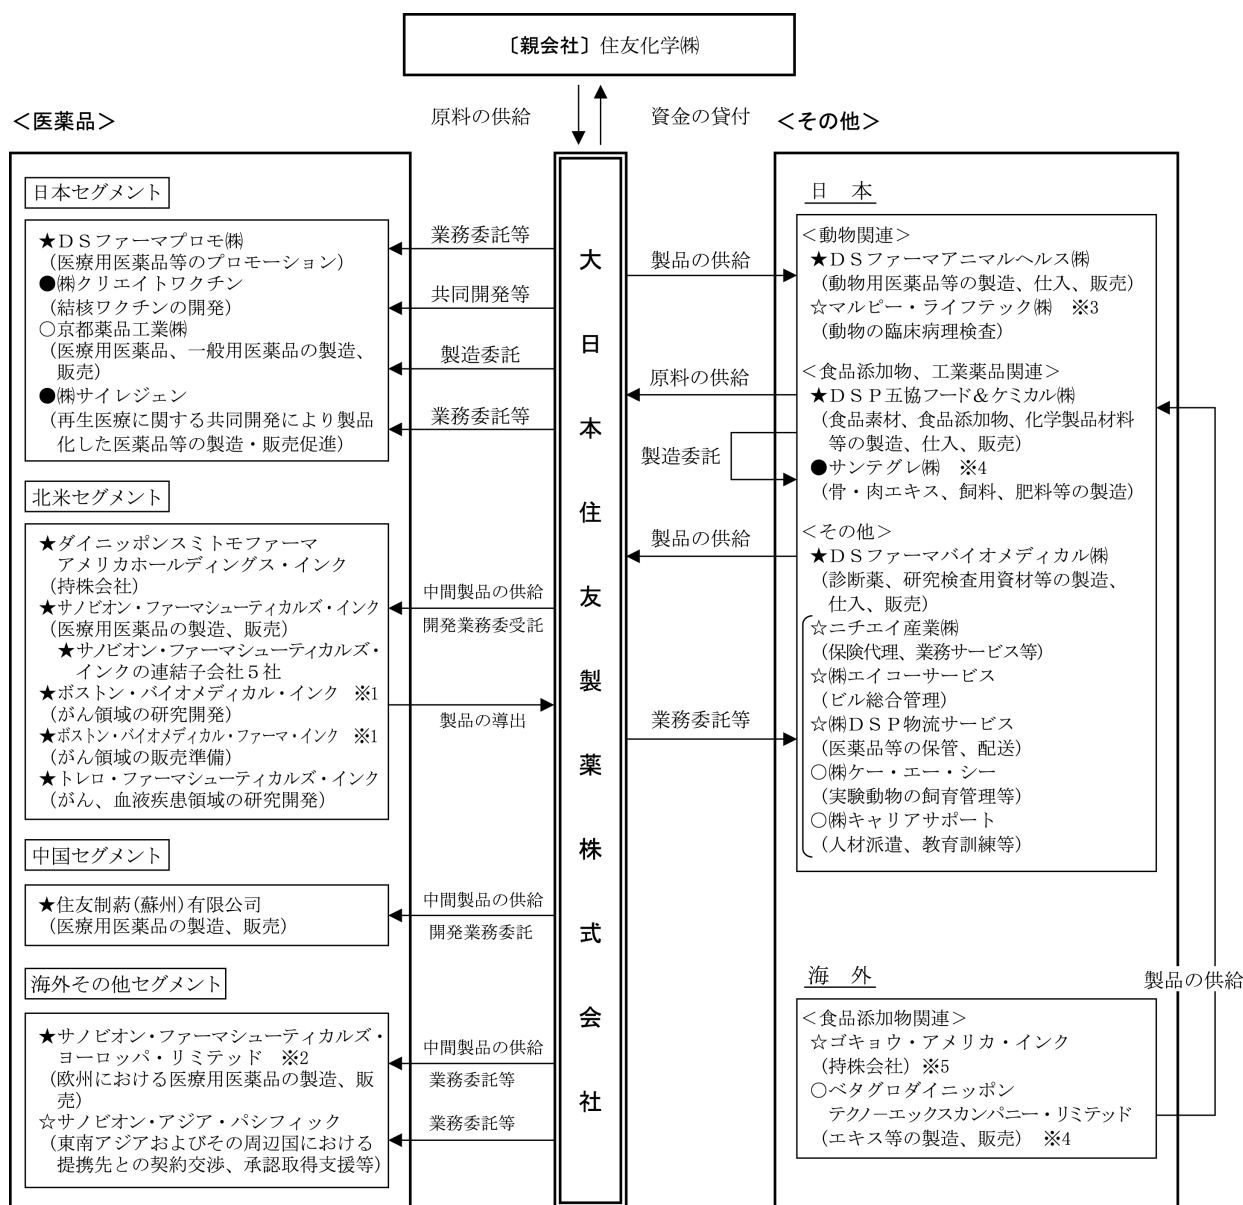 〔親会社〕住友化学㈱
原料の供給
資金の貸付
＜医薬品＞
日本セグメント
★ＤＳファーマプロモ㈱
(医療用医薬品等のプロモーション)
●㈱クリエイトワクチン
(結核ワクチンの開発)
○京都薬品工業㈱
(医療用医薬品、一般用医薬品の製造、
販売)
●㈱サイレジェン
(再生医療に関する共同開発により製品
化した医薬品等の製造・販売促進)
業務委託等
共同開発等
製造委託
業務委託等
北米セグメント
★ダイニッポンスミトモファーマ
アメリカホールディングス・インク
(持株会社)
★サノビオン・ファーマシューティカルズ・インク
(医療用医薬品の製造、販売)
★サノビオン・ファーマシューティカルズ・
インクの連結子会社５社
★ボストン・バイオメディカル・インク　※1
(がん領域の研究開発)
★ボストン・バイオメディカル・ファーマ・インク　※1
(がん領域の販売準備)
★トレロ・ファーマシューティカルズ・インク
(がん、血液疾患領域の研究開発)
中間製品の供給
開発業務委受託
製品の導出
中国セグメント
★住友制葯(蘇州)有限公司
(医療用医薬品の製造、販売)
中間製品の供給
開発業務委託
海外その他セグメント
★サノビオン・ファーマシューティカルズ・
ヨーロッパ・リミテッド　※2
(欧州における医療用医薬品の製造、販
売)
☆サノビオン・アジア・パシフィック
(東南アジアおよびその周辺国における
提携先との契約交渉、承認取得支援等)
中間製品の供給
業務委託等
業務委託等
大日本住友製薬株式会社
＜その他＞
日　本
＜動物関連＞
★ＤＳファーマアニマルヘルス㈱
(動物用医薬品等の製造、仕入、販売)
☆マルピー・ライフテック㈱　※3
(動物の臨床病理検査)
＜食品添加物、工業薬品関連＞
★ＤＳＰ五協フード＆ケミカル㈱
(食品素材、食品添加物、化学製品材料
等の製造、仕入、販売)
●サンテグレ㈱　※4
(骨・肉エキス、飼料、肥料等の製造)
＜その他＞
★ＤＳファーマバイオメディカル㈱
(診断薬、研究検査用資材等の製造、
仕入、販売)
☆ニチエイ産業㈱
(保険代理、業務サービス等)
☆㈱エイコーサービス
(ビル総合管理)
☆㈱ＤＳＰ物流サービス
(医薬品等の保管、配送)
○㈱ケー・エー・シー
(実験動物の飼育管理等)
○㈱キャリアサポート
(人材派遣、教育訓練等)
製品の供給
原料の供給
製造委託
製品の供給
業務委託等
海　外
＜食品添加物関連＞
☆ゴキョウ・アメリカ・インク
(持株会社) ※5
○ベタグロダイニッポン
テクノ－エックスカンパニー・リミテッド
(エキス等の製造、販売)　※4
製品の供給